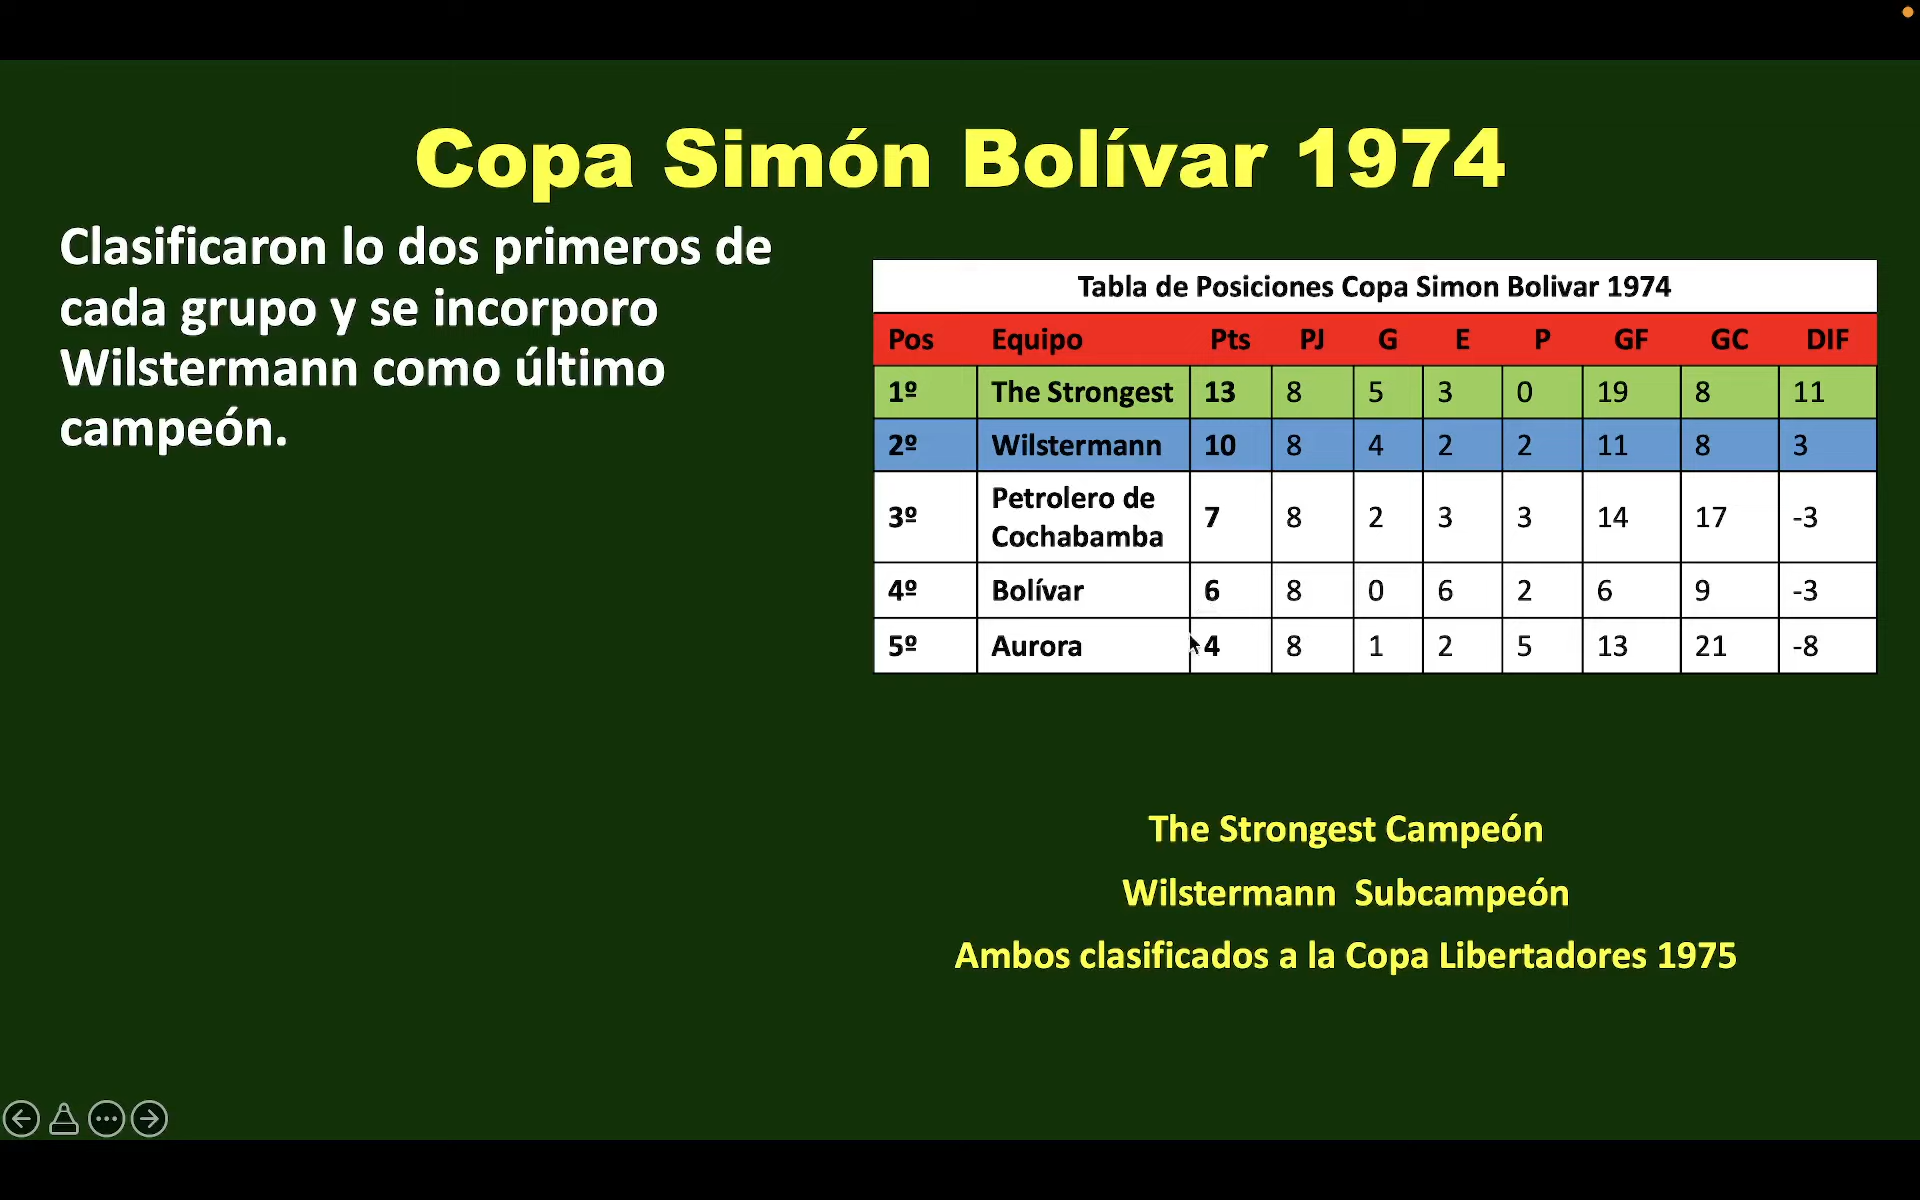 Copa Simón Bolívar 1974
Clasificaron lo dos primeros de
cada grupo y se incorporo
Wilstermann como último
campeón.
Tabla de Posiciones Copa Simon Bolivar 1974
Pos Equipo Pts PJ G E P GF GC DIF
1º The Strongest 13 8 5 3 0 19 8 11
2º Wilstermann 10 8 4 2 2 11 8 3
3º Petrolero de Cochabamba 7 8 2 3 3 14 17 -3
4º Bolívar 6 8 0 6 2 6 9 -3
5º Aurora 4 8 1 2 5 13 21 -8
The Strongest Campeón
Wilstermann Subcampeón
Ambos clasificados a la Copa Libertadores 1975